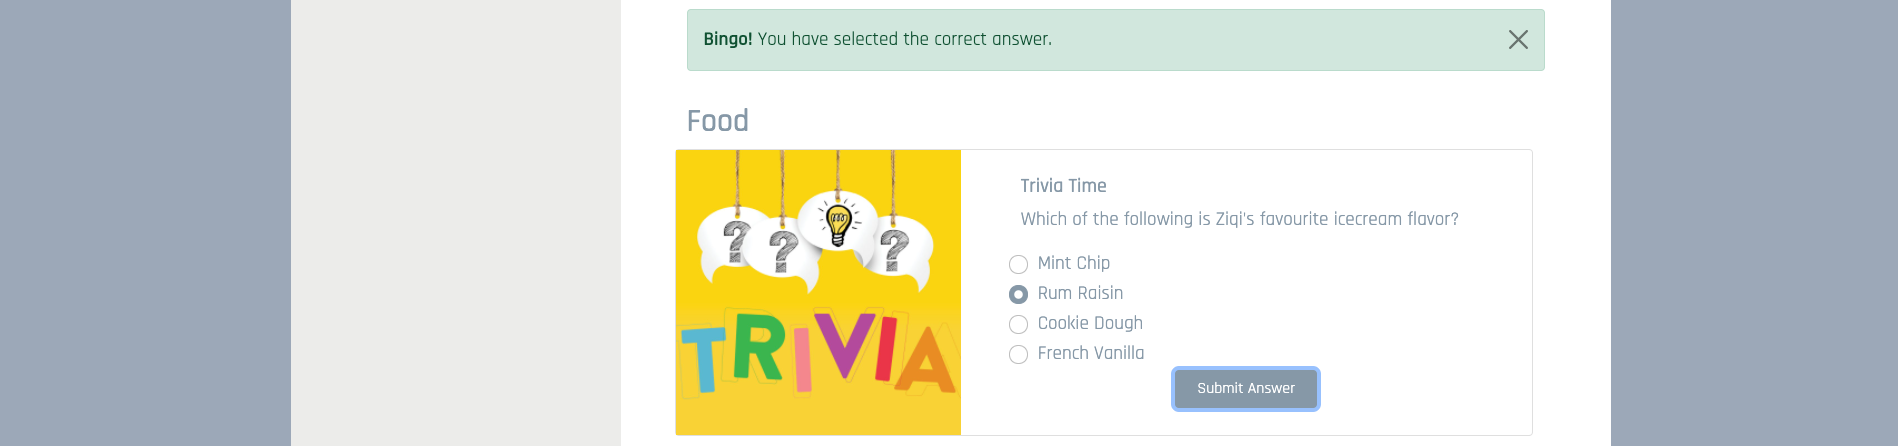 Bingo! You have selected the correct answer.
Food
? ? ?
TRIVIA
Trivia Time
Which of the following is Ziqi's favourite icecream flavor?
Mint Chip
Rum Raisin
Cookie Dough
French Vanilla
Submit Answer